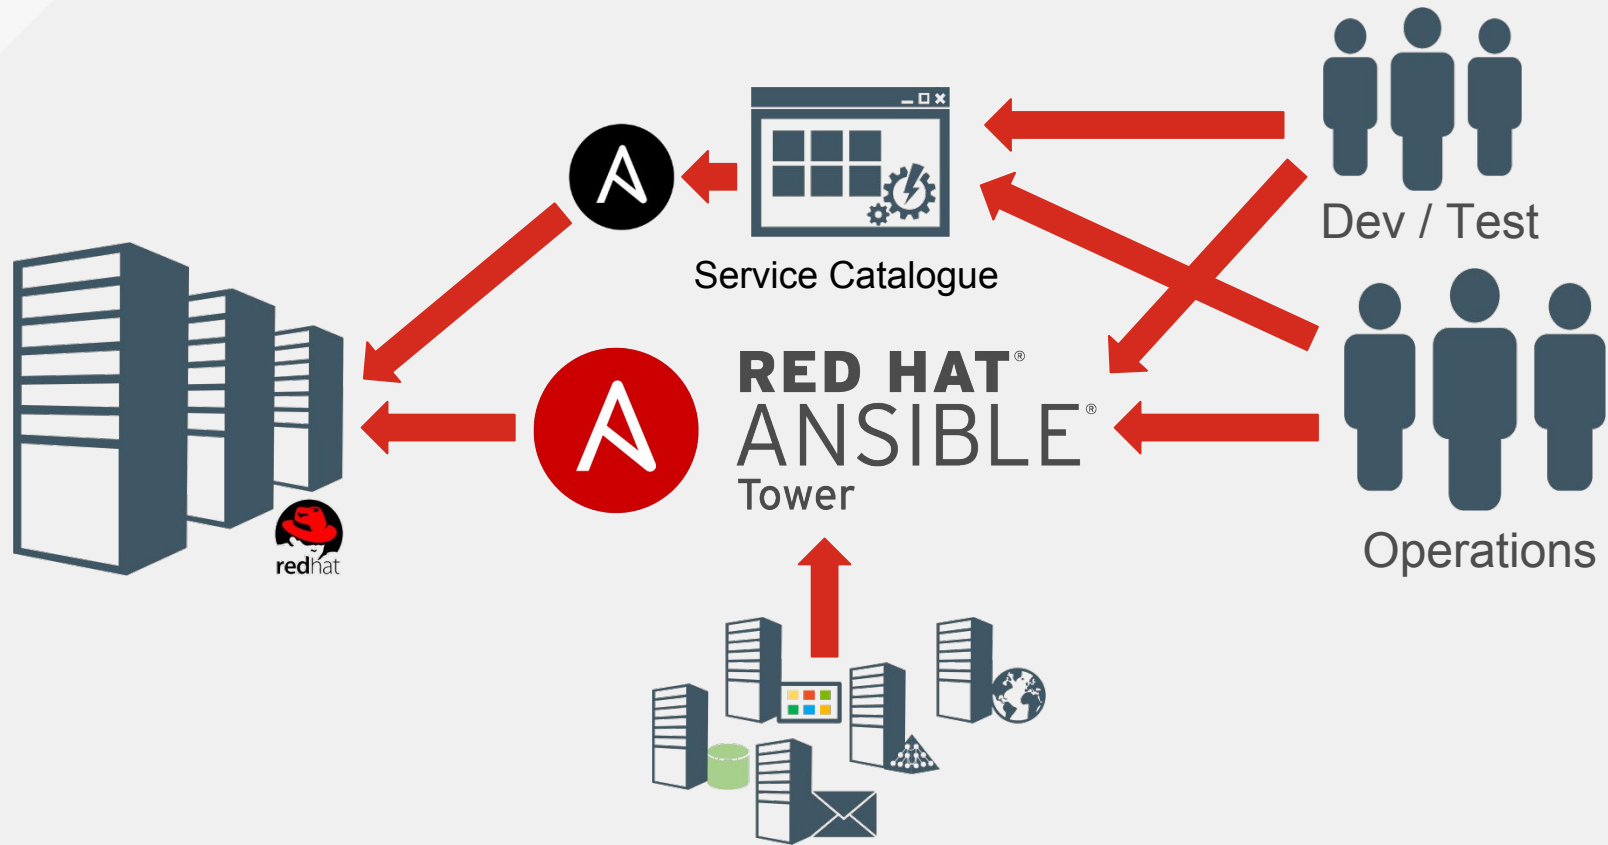 Dev / Test
Service Catalogue
RED HAT®
ANSIBLE®
Tower
Operations
redhat